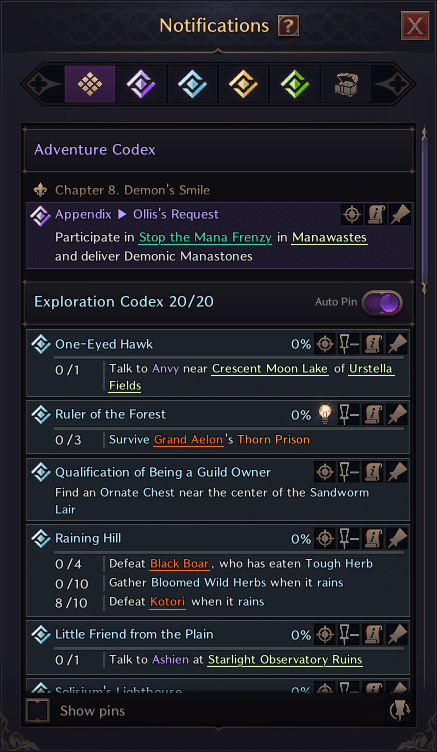 Notifications ?
Adventure Codex
Chapter 8. Demon's Smile
Appendix ▶ Ollis's Request
Participate in Stop the Mana Frenzy in Manawastes
and deliver Demonic Manastones
Exploration Codex 20/20 Auto Pin
One-Eyed Hawk 0%
0/1 Talk to Anvy near Crescent Moon Lake of Urstella
Fields
Ruler of the Forest 0%
0/3 Survive Grand Aelon's Thorn Prison
Qualification of Being a Guild Owner
Find an Ornate Chest near the center of the Sandworm
Lair
Raining Hill 0%
0/4 Defeat Black Boar, who has eaten Tough Herb
0/10 Gather Bloomed Wild Herbs when it rains
8/10 Defeat Kotori when it rains
Little Friend from the Plain 0%
0/1 Talk to Ashien at Starlight Observatory Ruins
Solisium's Lighthouse 0%
Show pins